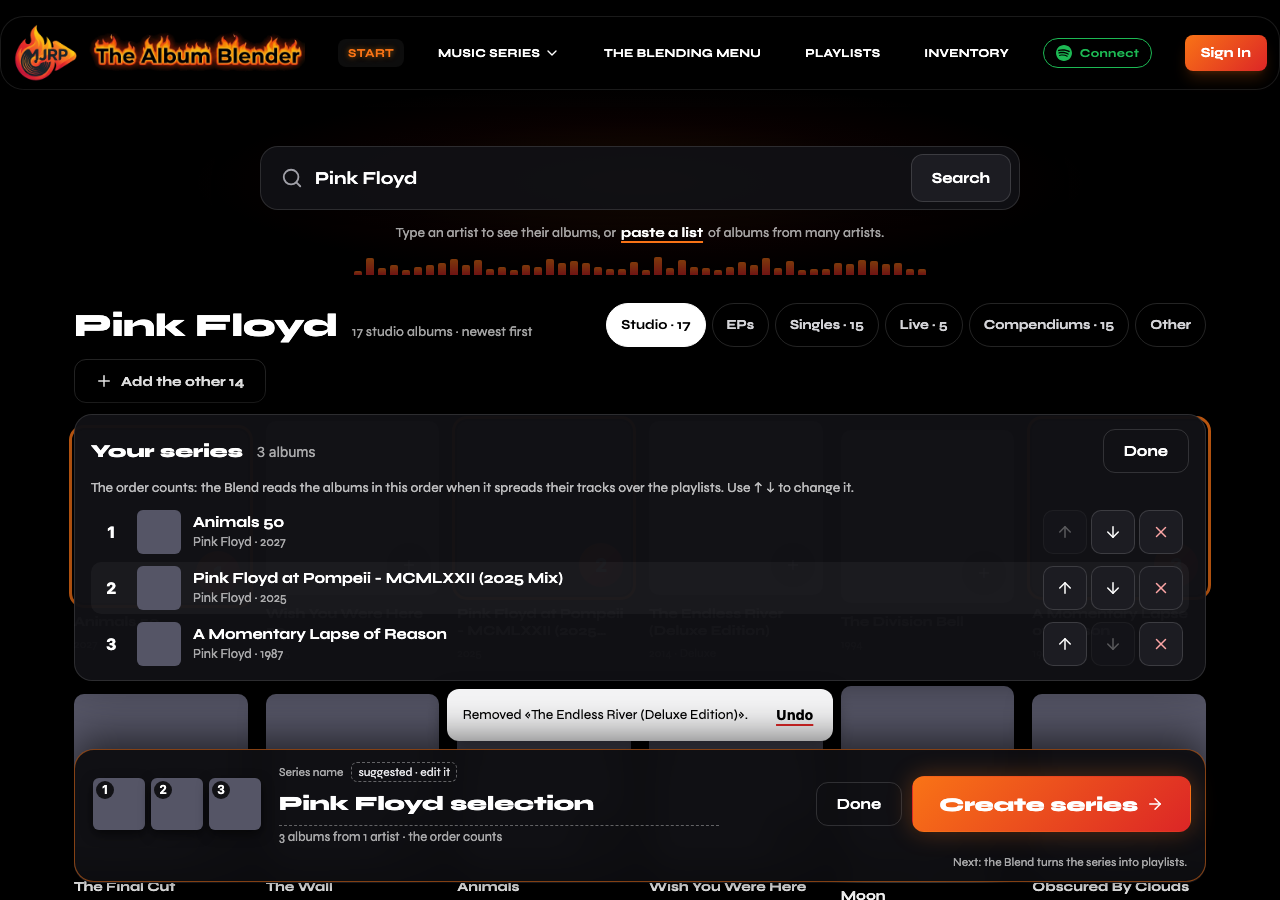 JRP The Album Blender START MUSIC SERIES THE BLENDING MENU PLAYLISTS INVENTORY Connect Sign In
Pink Floyd Search
Type an artist to see their albums, or paste a list of albums from many artists.
Pink Floyd 17 studio albums · newest first Studio · 17 EPs Singles · 15 Live · 5 Compendiums · 15 Other
+ Add the other 14
Your series 3 albums Done
The order counts: the Blend reads the albums in this order when it spreads their tracks over the playlists. Use ↑ ↓ to change it.
1 Animals 50
Pink Floyd · 2027
2 Pink Floyd at Pompeii - MCMLXXII (2025 Mix)
Pink Floyd · 2025
3 A Momentary Lapse of Reason
Pink Floyd · 1987
Removed «The Endless River (Deluxe Edition)». Undo
1 2 3
Series name suggested · edit it
Pink Floyd selection Done Create series →
3 albums from 1 artist · the order counts
Next: the Blend turns the series into playlists.
The Final Cut The Wall Animals Wish You Were Here Moon Obscured By Clouds